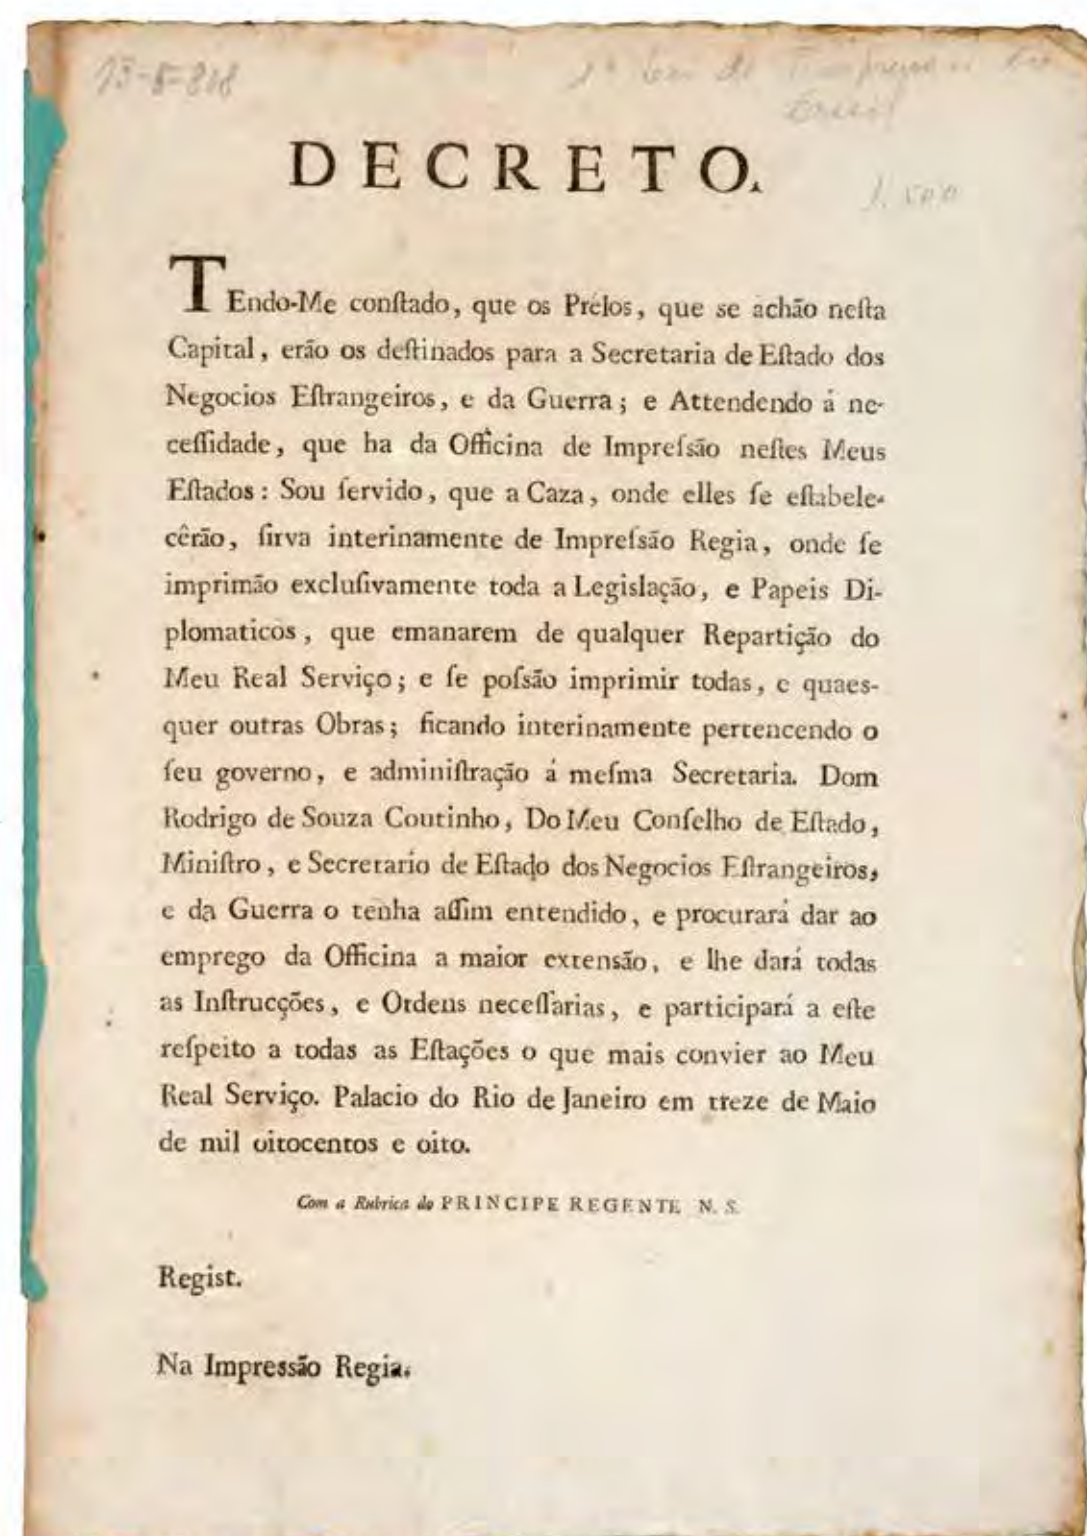 13-5-808
1ª
de
DECRETO.
1.500
TEndo-Me conſtado, que os Prélos, que se achão neſta
Capital, erão os deſtinados para a Secretaria de Eſtado dos
Negocios Eſtrangeiros, e da Guerra; e Attendendo á ne-
ceſſidade, que ha da Officina de Impreſsão neſtes Meus
Eſtados: Sou ſervido, que a Caza, onde elles ſe eſtabele-
cêrão, ſirva interinamente de Impreſsão Regia, onde ſe
imprimão excluſivamente toda a Legislação, e Papeis Di-
plomaticos, que emanarem de qualquer Repartição do
Meu Real Serviço; e ſe poſsão imprimir todas, e quaes-
quer outras Obras; ficando interinamente pertencendo o
ſeu governo, e adminiſtração á meſma Secretaria. Dom
Rodrigo de Souza Coutinho, Do Meu Conſelho de Eſtado,
Miniſtro, e Secretario de Eſtado dos Negocios Eſtrangeiros,
e da Guerra o tenha aſſim entendido, e procurará dar ao
emprego da Officina a maior extensão, e lhe dará todas
as Inſtrucções, e Ordens neceſſarias, e participará a eſte
reſpeito a todas as Eſtações o que mais convier ao Meu
Real Serviço. Palacio do Rio de Janeiro em treze de Maio
de mil oitocentos e oito.
Com a Rubrica do PRINCIPE REGENTE N. S.
Regist.
Na Impressão Regia.